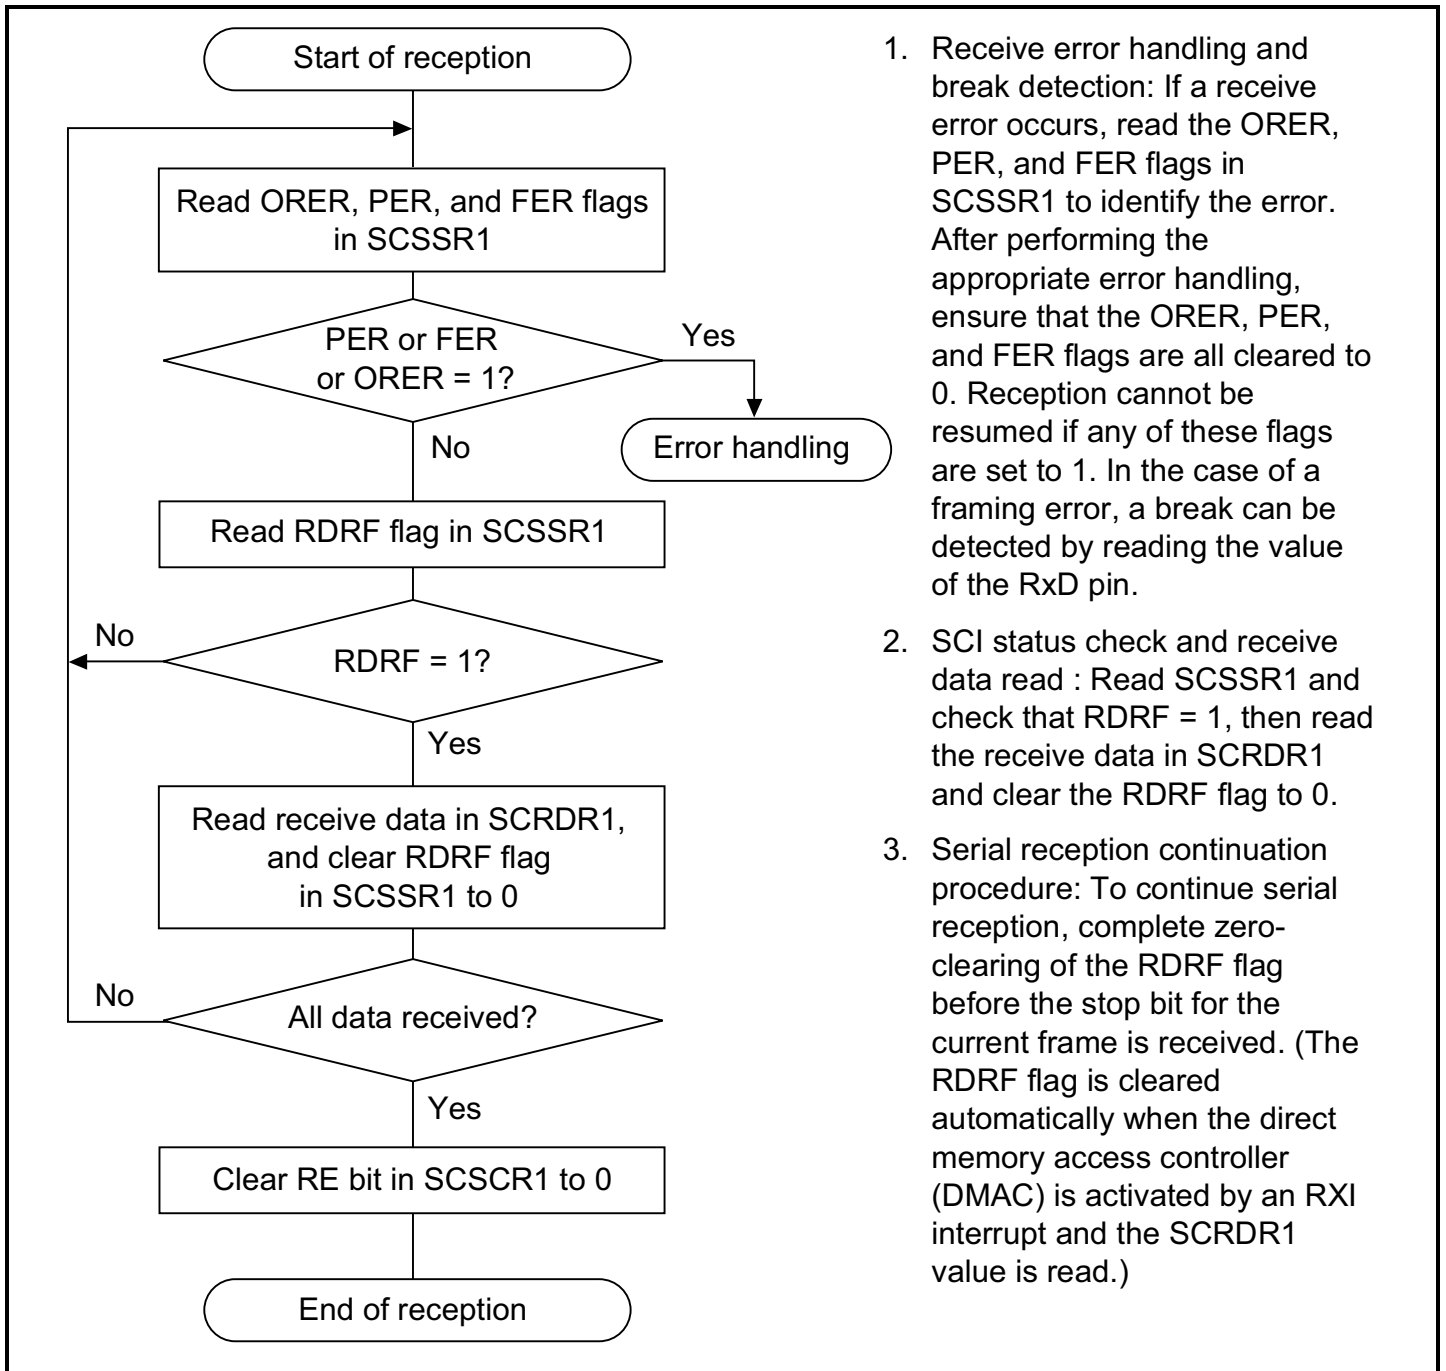 Start of reception
Read ORER, PER, and FER flags
in SCSSR1
PER or FER
or ORER = 1?
Yes
Error handling
No
Read RDRF flag in SCSSR1
No
RDRF = 1?
Yes
Read receive data in SCRDR1,
and clear RDRF flag
in SCSSR1 to 0
No
All data received?
Yes
Clear RE bit in SCSCR1 to 0
End of reception
1. Receive error handling and
break detection: If a receive
error occurs, read the ORER,
PER, and FER flags in
SCSSR1 to identify the error.
After performing the
appropriate error handling,
ensure that the ORER, PER,
and FER flags are all cleared to
0. Reception cannot be
resumed if any of these flags
are set to 1. In the case of a
framing error, a break can be
detected by reading the value
of the RxD pin.
2. SCI status check and receive
data read : Read SCSSR1 and
check that RDRF = 1, then read
the receive data in SCRDR1
and clear the RDRF flag to 0.
3. Serial reception continuation
procedure: To continue serial
reception, complete zero-
clearing of the RDRF flag
before the stop bit for the
current frame is received. (The
RDRF flag is cleared
automatically when the direct
memory access controller
(DMAC) is activated by an RXI
interrupt and the SCRDR1
value is read.)